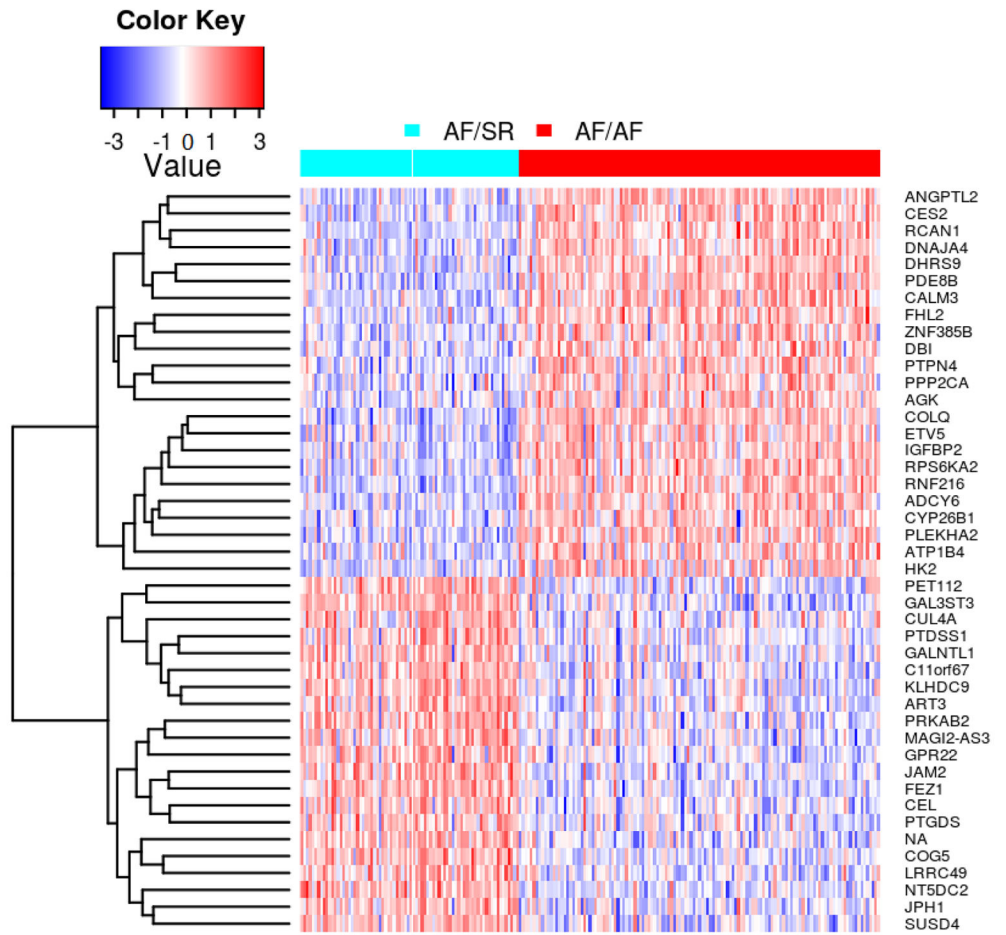 Color Key
-3 -1 0 1 3
Value
AF/SR AF/AF
ANGPTL2
CES2
RCAN1
DNAJA4
DHRS9
PDE8B
CALM3
FHL2
ZNF385B
DBI
PTPN4
PPP2CA
AGK
COLQ
ETV5
IGFBP2
RPS6KA2
RNF216
ADCY6
CYP26B1
PLEKHA2
ATP1B4
HK2
PET112
GAL3ST3
CUL4A
PTDSS1
GALNTL1
C11orf67
KLHDC9
ART3
PRKAB2
MAGI2-AS3
GPR22
JAM2
FEZ1
CEL
PTGDS
NA
COG5
LRRC49
NT5DC2
JPH1
SUSD4